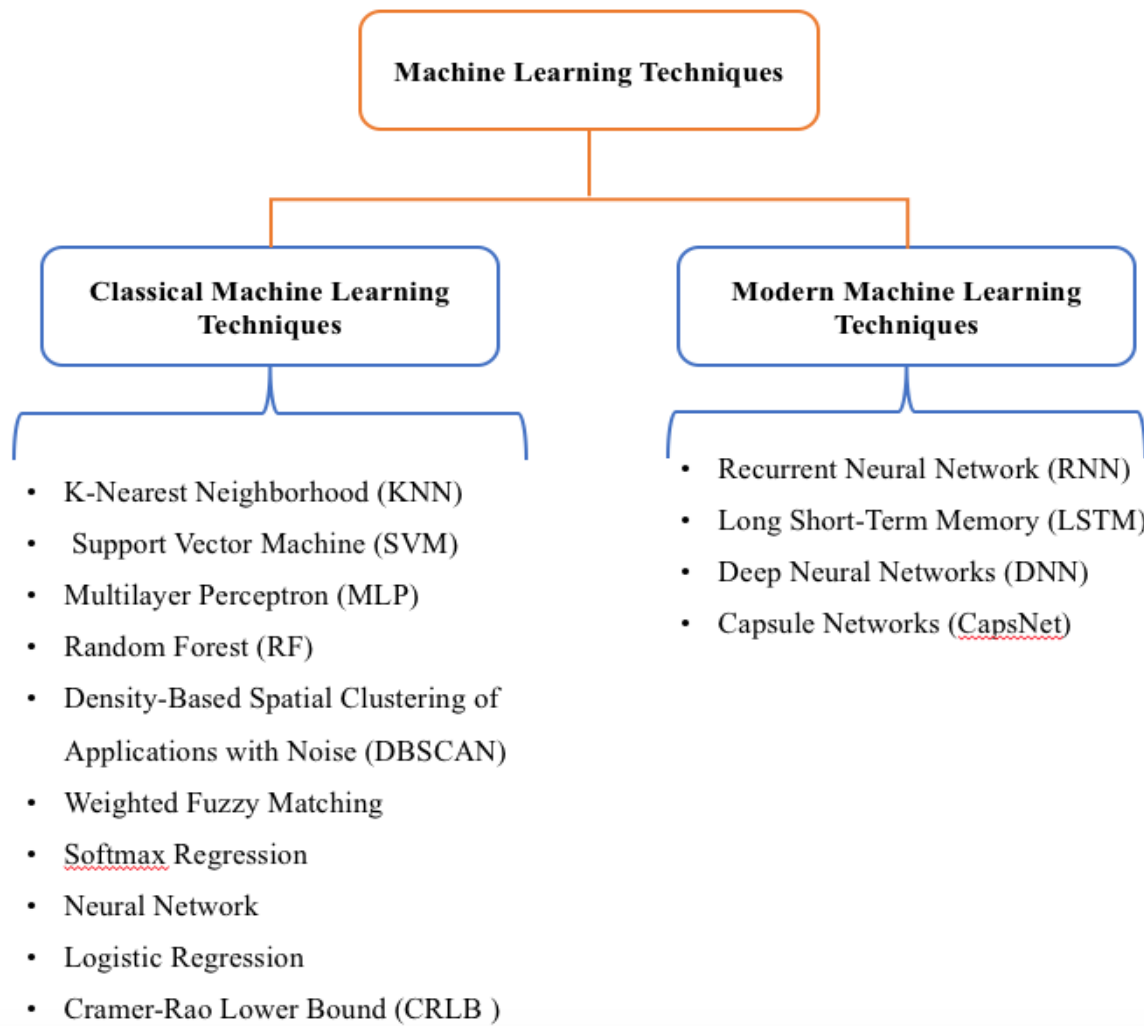 Machine Learning Techniques
Classical Machine Learning
Techniques
Modern Machine Learning
Techniques
• K-Nearest Neighborhood (KNN)
• Support Vector Machine (SVM)
• Multilayer Perceptron (MLP)
• Random Forest (RF)
• Density-Based Spatial Clustering of
Applications with Noise (DBSCAN)
• Weighted Fuzzy Matching
• Softmax Regression
• Neural Network
• Logistic Regression
• Cramer-Rao Lower Bound (CRLB )
• Recurrent Neural Network (RNN)
• Long Short-Term Memory (LSTM)
• Deep Neural Networks (DNN)
• Capsule Networks (CapsNet)